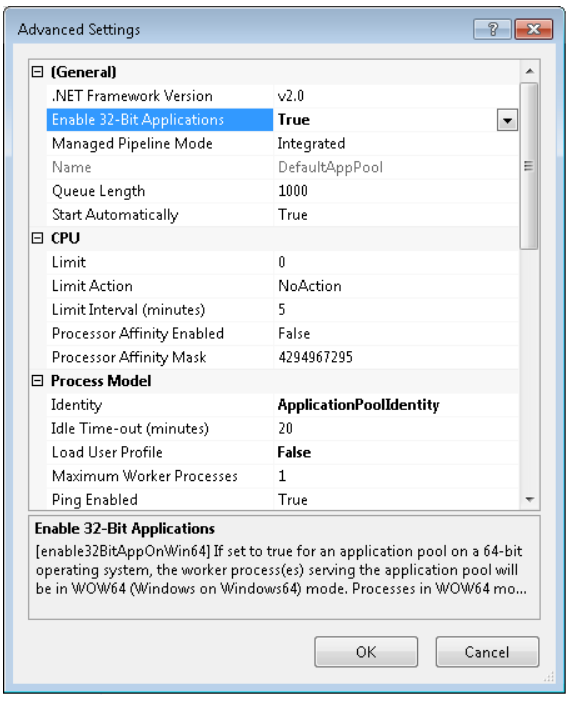 Advanced Settings
?
(General)
.NET Framework Version v2.0
Enable 32-Bit Applications True
Managed Pipeline Mode Integrated
Name DefaultAppPool
Queue Length 1000
Start Automatically True
CPU
Limit 0
Limit Action NoAction
Limit Interval (minutes) 5
Processor Affinity Enabled False
Processor Affinity Mask 4294967295
Process Model
Identity ApplicationPoolIdentity
Idle Time-out (minutes) 20
Load User Profile False
Maximum Worker Processes 1
Ping Enabled True
Enable 32-Bit Applications
[enable32BitAppOnWin64] If set to true for an application pool on a 64-bit
operating system, the worker process(es) serving the application pool will
be in WOW64 (Windows on Windows64) mode. Processes in WOW64 mo...
OK Cancel